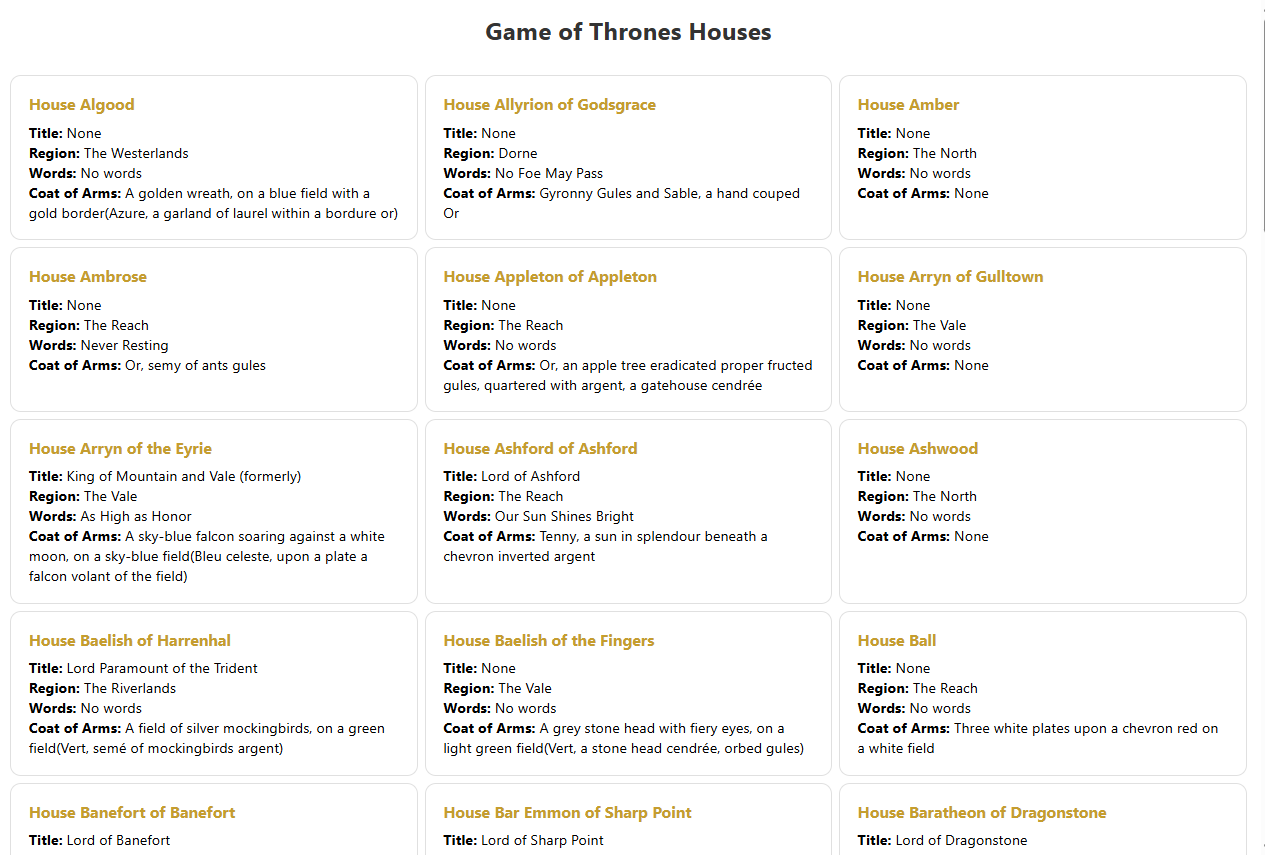 Game of Thrones Houses
House Algood
Title: None
Region: The Westerlands
Words: No words
Coat of Arms: A golden wreath, on a blue field with a
gold border(Azure, a garland of laurel within a bordure or)
House Allyrion of Godsgrace
Title: None
Region: Dorne
Words: No Foe May Pass
Coat of Arms: Gyronny Gules and Sable, a hand couped
Or
House Amber
Title: None
Region: The North
Words: No words
Coat of Arms: None
House Ambrose
Title: None
Region: The Reach
Words: Never Resting
Coat of Arms: Or, semy of ants gules
House Appleton of Appleton
Title: None
Region: The Reach
Words: No words
Coat of Arms: Or, an apple tree eradicated proper fructed
gules, quartered with argent, a gatehouse cendrée
House Arryn of Gulltown
Title: None
Region: The Vale
Words: No words
Coat of Arms: None
House Arryn of the Eyrie
Title: King of Mountain and Vale (formerly)
Region: The Vale
Words: As High as Honor
Coat of Arms: A sky-blue falcon soaring against a white
moon, on a sky-blue field(Bleu celeste, upon a plate a
falcon volant of the field)
House Ashford of Ashford
Title: Lord of Ashford
Region: The Reach
Words: Our Sun Shines Bright
Coat of Arms: Tenny, a sun in splendour beneath a
chevron inverted argent
House Ashwood
Title: None
Region: The North
Words: No words
Coat of Arms: None
House Baelish of Harrenhal
Title: Lord Paramount of the Trident
Region: The Riverlands
Words: No words
Coat of Arms: A field of silver mockingbirds, on a green
field(Vert, semé of mockingbirds argent)
House Baelish of the Fingers
Title: None
Region: The Vale
Words: No words
Coat of Arms: A grey stone head with fiery eyes, on a
light green field(Vert, a stone head cendrée, orbed gules)
House Ball
Title: None
Region: The Reach
Words: No words
Coat of Arms: Three white plates upon a chevron red on
a white field
House Banefort of Banefort
Title: Lord of Banefort
House Bar Emmon of Sharp Point
Title: Lord of Sharp Point
House Baratheon of Dragonstone
Title: Lord of Dragonstone